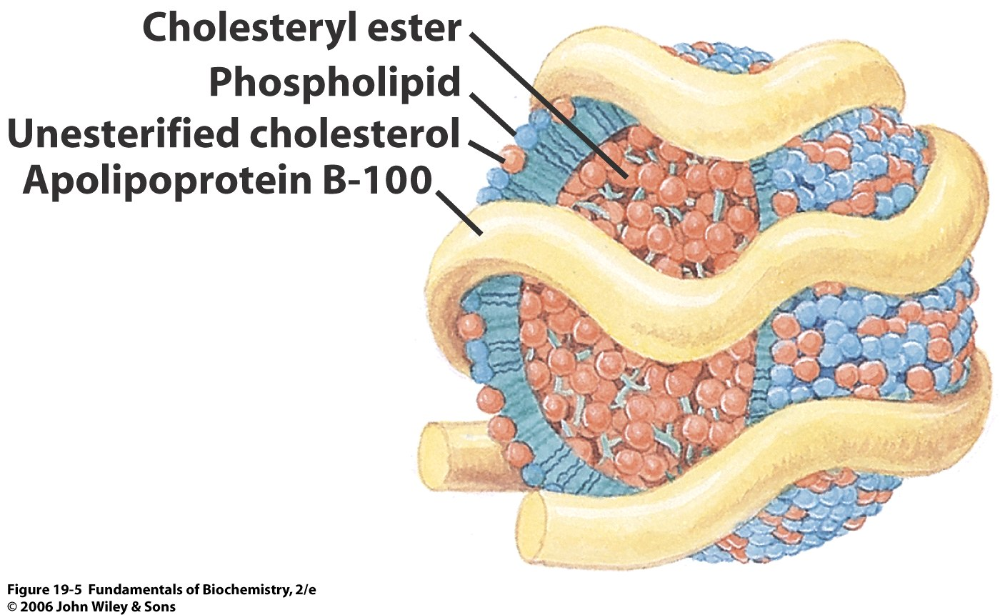 Cholesteryl ester
Phospholipid
Unesterified cholesterol
Apolipoprotein B-100
Figure 19-5 Fundamentals of Biochemistry, 2/e
© 2006 John Wiley & Sons